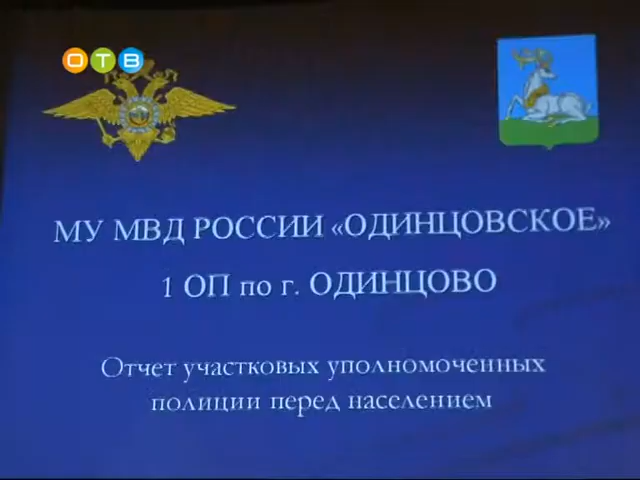 ОТВ
МУ МВД РОССИИ «ОДИНЦОВСКОЕ»
1 ОП по г. ОДИНЦОВО
Отчет участковых уполномоченных
полиции перед населением